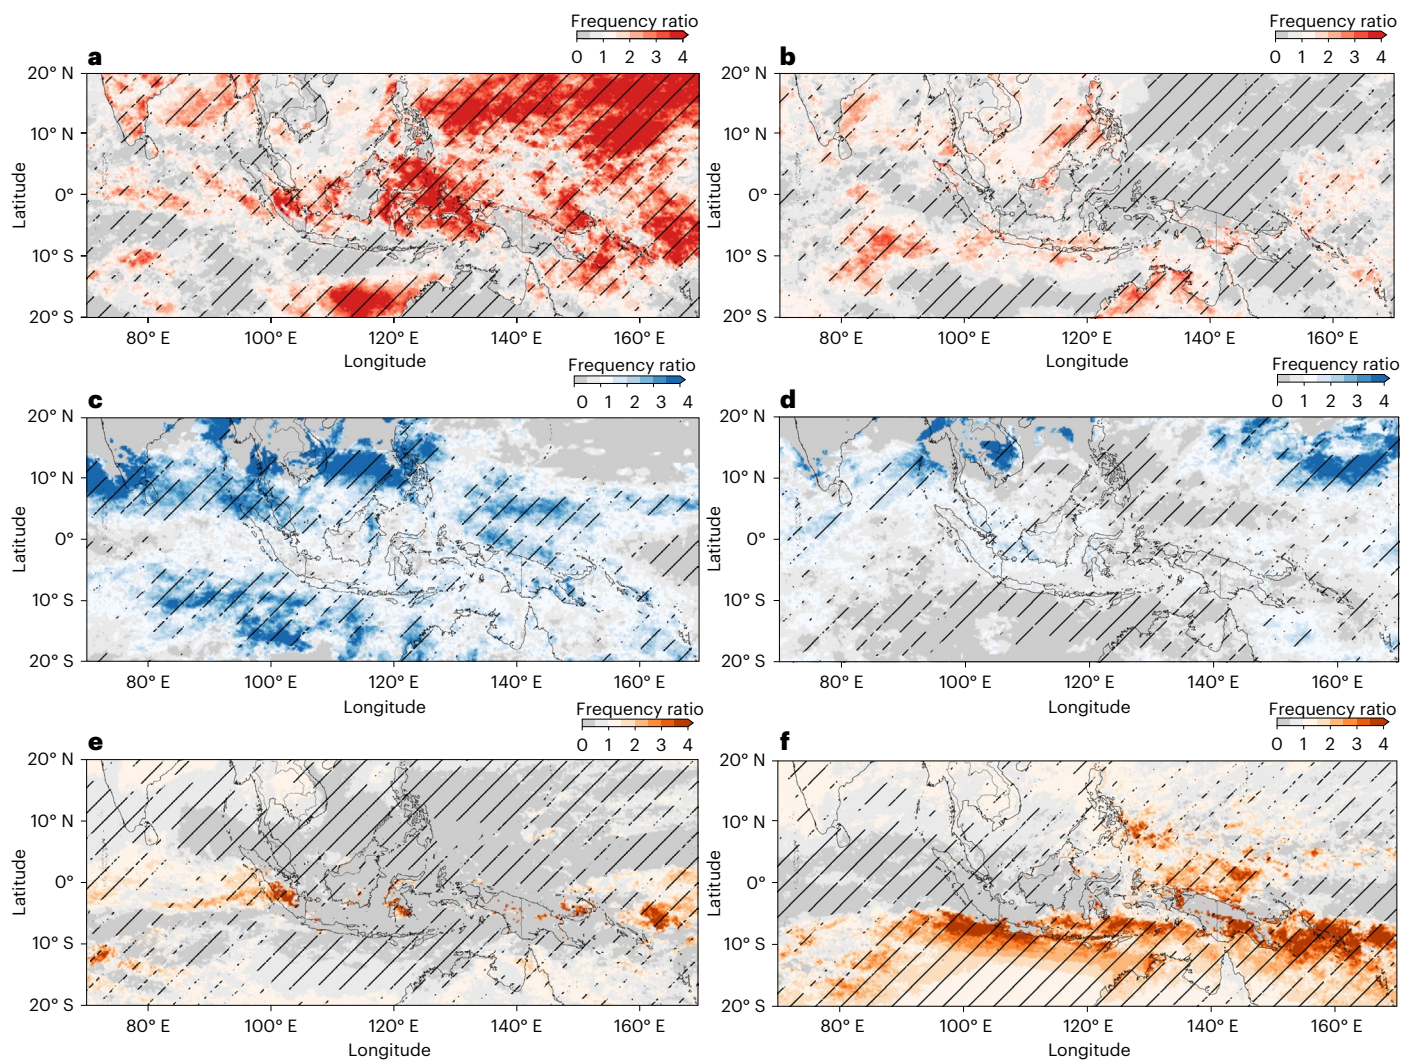 Frequency ratio
0 1 2 3 4
a
20° N
10° N
0°
10° S
20° S
Latitude
80° E 100° E 120° E 140° E 160° E
Longitude
Frequency ratio
0 1 2 3 4
b
20° N
10° N
0°
10° S
20° S
Latitude
80° E 100° E 120° E 140° E 160° E
Longitude
Frequency ratio
0 1 2 3 4
c
20° N
10° N
0°
10° S
20° S
Latitude
80° E 100° E 120° E 140° E 160° E
Longitude
Frequency ratio
0 1 2 3 4
d
20° N
10° N
0°
10° S
20° S
Latitude
80° E 100° E 120° E 140° E 160° E
Longitude
Frequency ratio
0 1 2 3 4
e
20° N
10° N
0°
10° S
20° S
Latitude
80° E 100° E 120° E 140° E 160° E
Longitude
Frequency ratio
0 1 2 3 4
f
20° N
10° N
0°
10° S
20° S
Latitude
80° E 100° E 120° E 140° E 160° E
Longitude